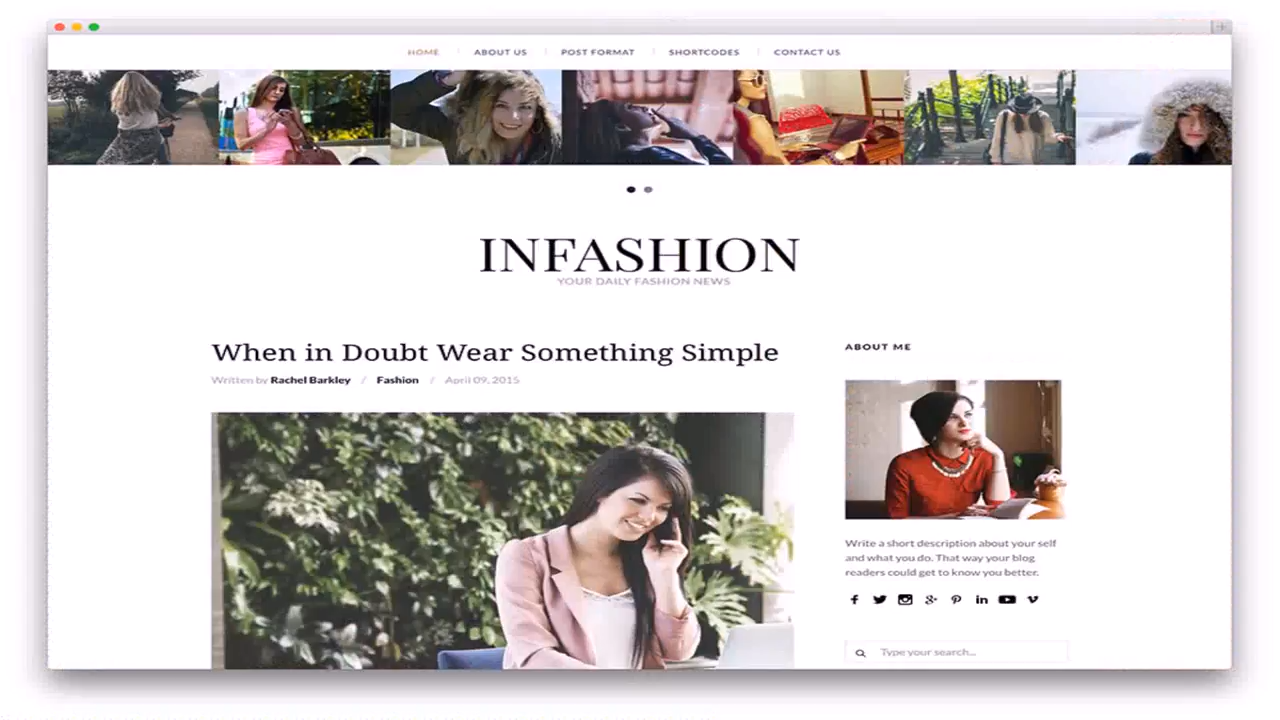 HOME ABOUT US POST FORMAT SHORTCODES CONTACT US
INFASHION
YOUR DAILY FASHION NEWS
When in Doubt Wear Something Simple
Written by Rachel Barkley / Fashion / April 09, 2015
ABOUT ME
Write a short description about your self
and what you do. That way your blog
readers could get to know you better.
Type your search...